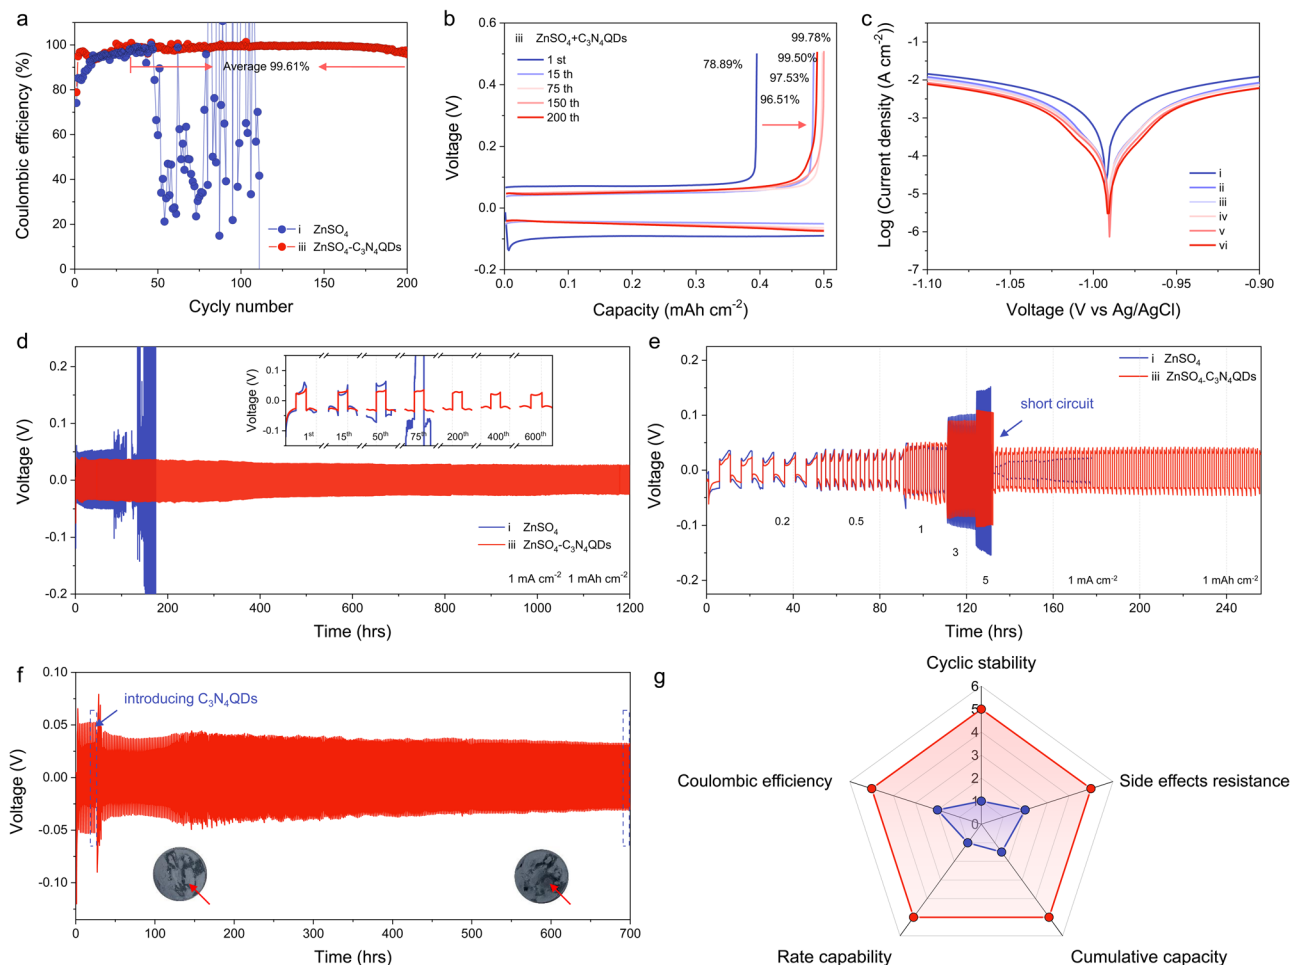 a
Coulombic efficiency (%)
100
80
60
40
20
0
Average 99.61%
i ZnSO₄
iii ZnSO₄-C₃N₄QDs
0 50 100 150 200
Cycly number
b
Voltage (V)
0.6
0.4
0.2
0.0
-0.2
iii ZnSO₄+C₃N₄QDs
1 st
15 th
75 th
150 th
200 th
78.89%
99.78%
99.50%
97.53%
96.51%
0.0 0.1 0.2 0.3 0.4 0.5
Capacity (mAh cm⁻²)
c
Log (Current density) (A cm⁻²)
-1
-2
-3
-4
-5
-6
-7
i
ii
iii
iv
v
vi
-1.10 -1.05 -1.00 -0.95 -0.90
Voltage (V vs Ag/AgCl)
d
Voltage (V)
0.2
0.1
0.0
-0.1
-0.2
Voltage (V)
0.1
0.0
-0.1
1ˢᵗ 15ᵗʰ 50ᵗʰ 75ᵗʰ 200ᵗʰ 400ᵗʰ 600ᵗʰ
i ZnSO₄
iii ZnSO₄-C₃N₄QDs
1 mA cm⁻² 1 mAh cm⁻²
0 200 400 600 800 1000 1200
Time (hrs)
e
Voltage (V)
0.2
0.1
0.0
-0.1
-0.2
i ZnSO₄
iii ZnSO₄-C₃N₄QDs
short circuit
0.2
0.5
1
3
5
1 mA cm⁻² 1 mAh cm⁻²
0 40 80 120 160 200 240
Time (hrs)
f
Voltage (V)
0.10
0.05
0.00
-0.05
-0.10
introducing C₃N₄QDs
0 100 200 300 400 500 600 700
Time (hrs)
g
Cyclic stability
6
5
4
3
2
1
0
Coulombic efficiency
Side effects resistance
Rate capability
Cumulative capacity